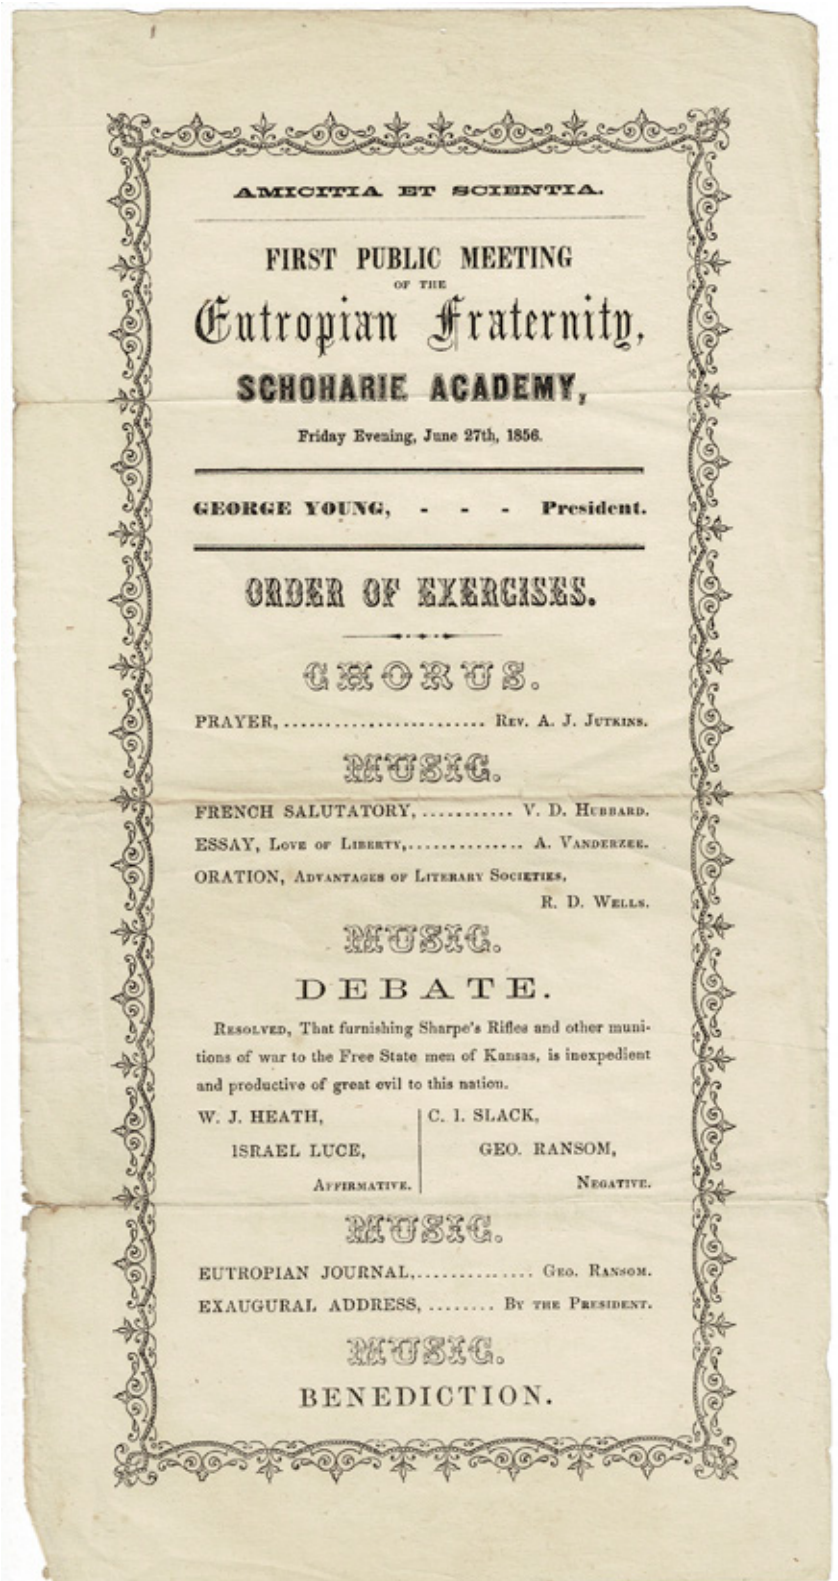 AMICITIA ET SCIENTIA.
FIRST PUBLIC MEETING
OF THE
Eutropian Fraternity,
SCHOHARIE ACADEMY,
Friday Evening, June 27th, 1856.
GEORGE YOUNG, - - - President.
ORDER OF EXERCISES.
CHORUS.
PRAYER, ........................ Rev. A. J. Jutkins.
MUSIC.
FRENCH SALUTATORY, ........... V. D. Hubbard.
ESSAY, Love of Liberty, .............. A. Vanderzee.
ORATION, Advantages of Literary Societies,
R. D. Wells.
MUSIC.
DEBATE.
Resolved, That furnishing Sharpe's Rifles and other muni-
tions of war to the Free State men of Kansas, is inexpedient
and productive of great evil to this nation.
W. J. HEATH, C. I. SLACK,
ISRAEL LUCE, GEO. RANSOM,
Affirmative. Negative.
MUSIC.
EUTROPIAN JOURNAL, .............. Geo. Ransom.
EXAUGURAL ADDRESS, ........ By the President.
MUSIC.
BENEDICTION.